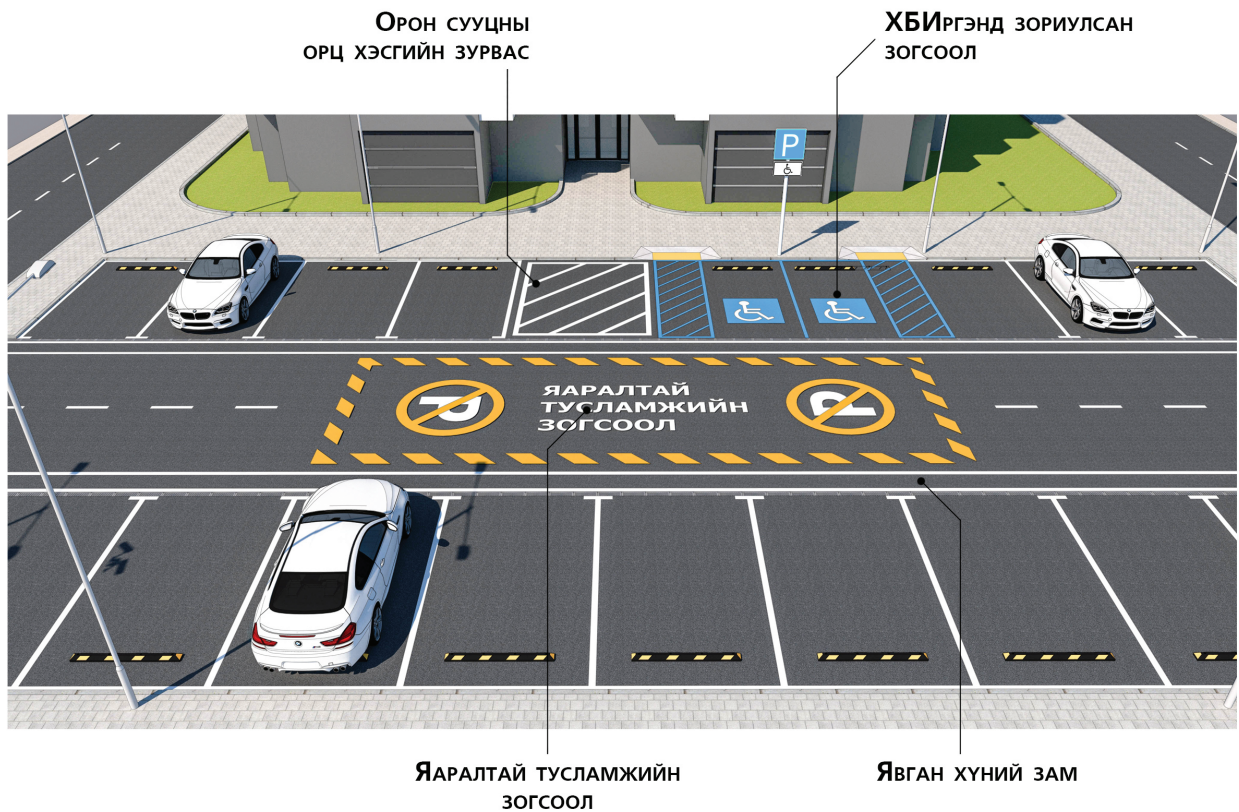 Орон сууцны
орц хэсгийн зурвас
ХБИргэнд зориулсан
зогсоол
P
ЯАРАЛТАЙ
ТУСЛАМЖИЙН
ЗОГСООЛ
P
P
Яаралтай тусламжийн
зогсоол
Явган хүний зам